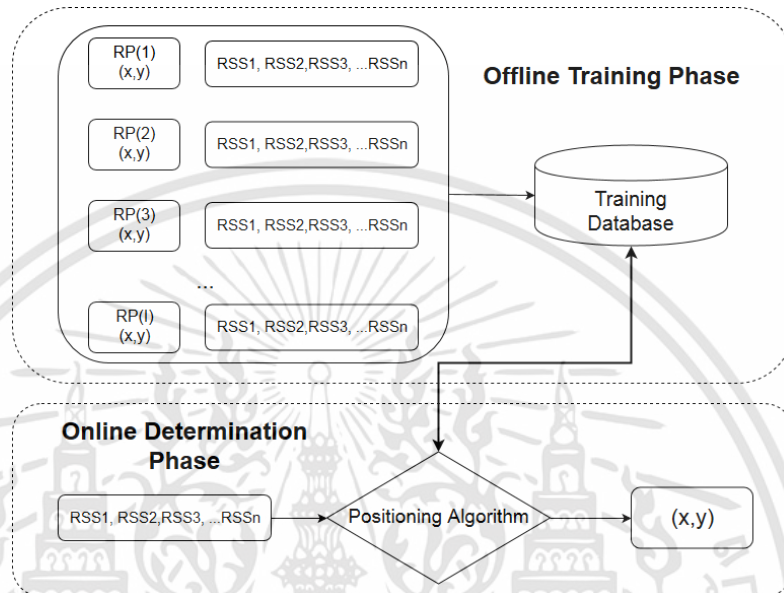 RP(1)
(x,y)
RSS1, RSS2,RSS3, ...RSSn
Offline Training Phase
RP(2)
(x,y)
RSS1, RSS2,RSS3, ...RSSn
Training
Database
RP(3)
(x,y)
RSS1, RSS2,RSS3, ...RSSn
...
RP(I)
(x,y)
RSS1, RSS2,RSS3, ...RSSn
Online Determination
Phase
RSS1, RSS2,RSS3, ...RSSn
Positioning Algorithm
(x,y)